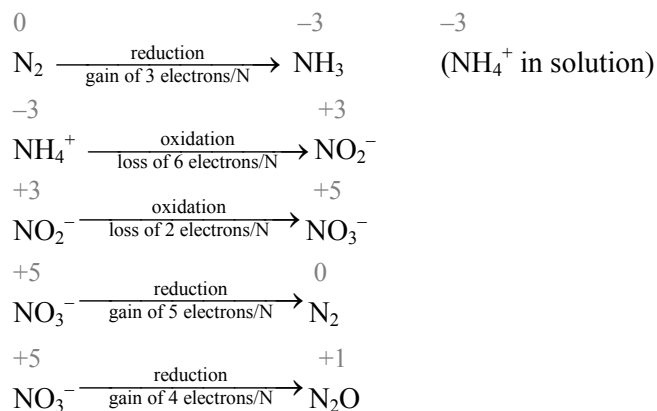 0 –3 –3
reduction
N₂ ⟶ NH₃ (NH₄⁺ in solution)
gain of 3 electrons/N
–3 +3
oxidation
NH₄⁺ ⟶ NO₂⁻
loss of 6 electrons/N
+3 +5
oxidation
NO₂⁻ ⟶ NO₃⁻
loss of 2 electrons/N
+5 0
reduction
NO₃⁻ ⟶ N₂
gain of 5 electrons/N
+5 +1
reduction
NO₃⁻ ⟶ N₂O
gain of 4 electrons/N